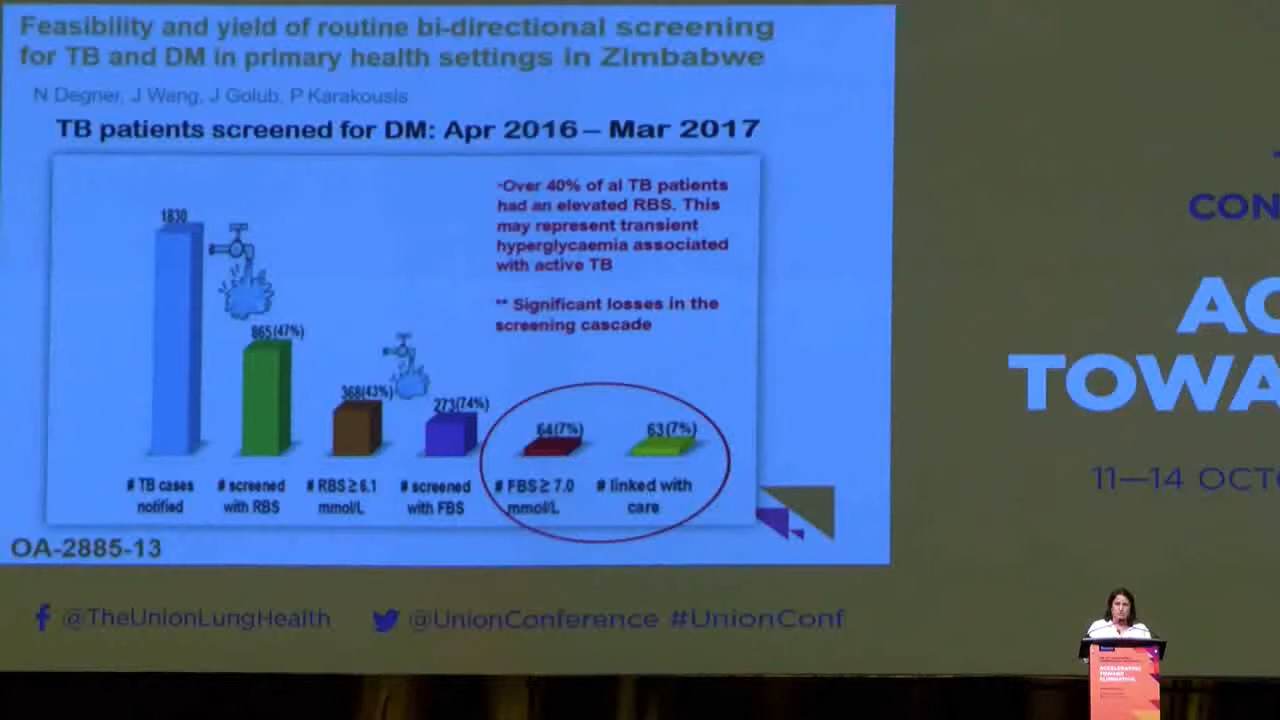 Feasibility and yield of routine bi-directional screening
for TB and DM in primary health settings in Zimbabwe
N Degner, J Wang, J Golub, P Karakousis
TB patients screened for DM: Apr 2016 – Mar 2017
-Over 40% of al TB patients
had an elevated RBS. This
may represent transient
hyperglycaemia associated
with active TB
** Significant losses in the
screening cascade
1830
865(47%)
368(43%)
273(74%)
64(7%)
63(7%)
# TB cases
notified
# screened
with RBS
# RBS ≥ 6.1
mmol/L
# screened
with FBS
# FBS ≥ 7.0
mmol/L
# linked with
care
OA-2885-13
@TheUnionLungHealth
@UnionConference #UnionConf
CON
AC
TOWA
11—14 OCTO
ACCELERATING
TOWARD
ELIMINATION